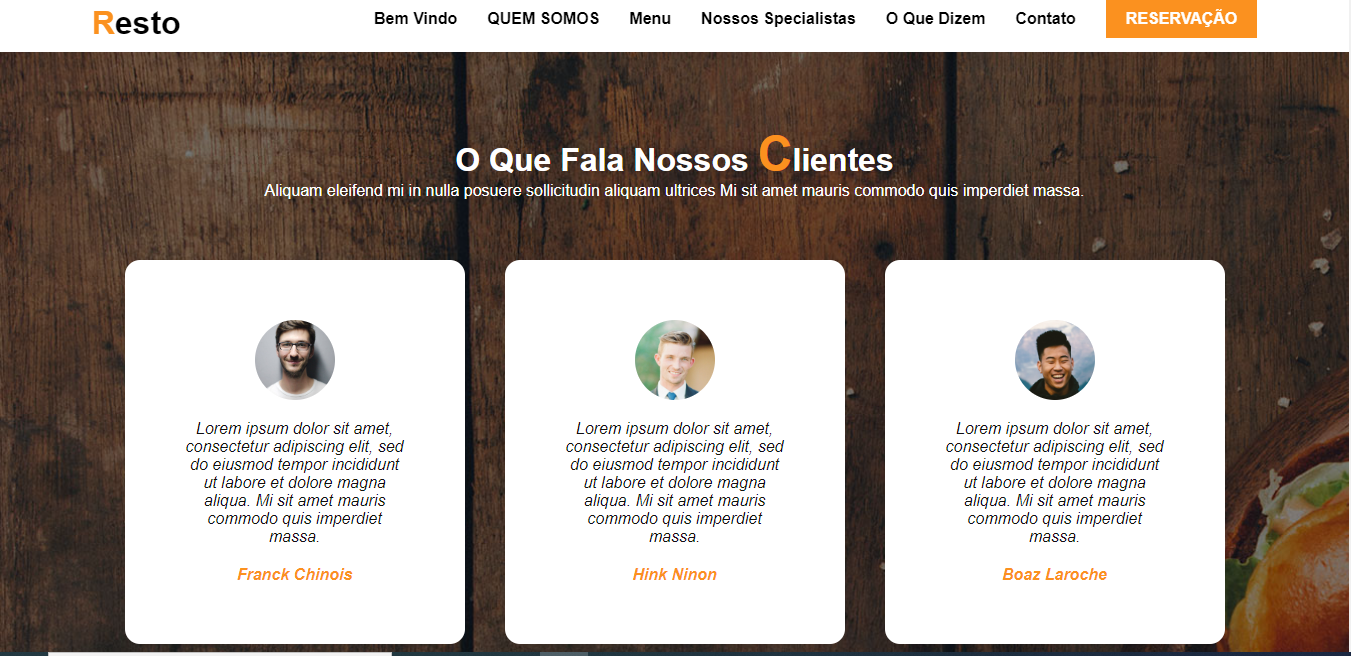 Resto
Bem Vindo QUEM SOMOS Menu Nossos Specialistas O Que Dizem Contato RESERVAÇÃO
O Que Fala Nossos Clientes
Aliquam eleifend mi in nulla posuere sollicitudin aliquam ultrices Mi sit amet mauris commodo quis imperdiet massa.
Lorem ipsum dolor sit amet,
consectetur adipiscing elit, sed
do eiusmod tempor incididunt
ut labore et dolore magna
aliqua. Mi sit amet mauris
commodo quis imperdiet
massa.
Franck Chinois
Lorem ipsum dolor sit amet,
consectetur adipiscing elit, sed
do eiusmod tempor incididunt
ut labore et dolore magna
aliqua. Mi sit amet mauris
commodo quis imperdiet
massa.
Hink Ninon
Lorem ipsum dolor sit amet,
consectetur adipiscing elit, sed
do eiusmod tempor incididunt
ut labore et dolore magna
aliqua. Mi sit amet mauris
commodo quis imperdiet
massa.
Boaz Laroche